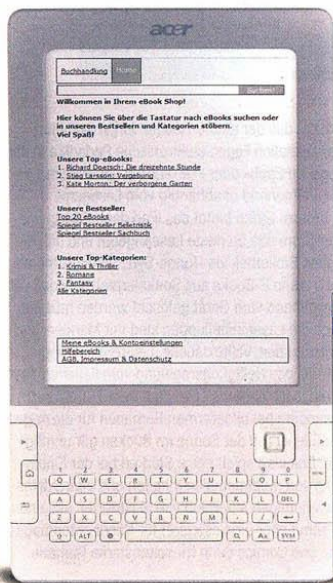 acer
Buchhandlung Home
Suchen!
Willkommen in Ihrem eBook Shop!
Hier können Sie über die Tastatur nach eBooks suchen oder
in unseren Bestsellern und Kategorien stöbern.
Viel Spaß!
Unsere Top-eBooks:
1. Richard Doetsch: Die dreizehnte Stunde
2. Stieg Larsson: Vergebung
3. Kate Morton: Der verborgene Garten
Unsere Bestseller:
Top 20 eBooks
Spiegel Bestseller Belletristik
Spiegel Bestseller Sachbuch
Unsere Top-Kategorien:
1. Krimis & Thriller
2. Romane
3. Fantasy
Alle Kategorien
Meine eBooks & Kontoeinstellungen
Hilfebereich
AGB, Impressum & Datenschutz
1 2 3 4 5 6 7 8 9 0
Q W E R T Y U I O P
A S D F G H J K L DEL
Z X C V B N M . /
ALT Aa SYM